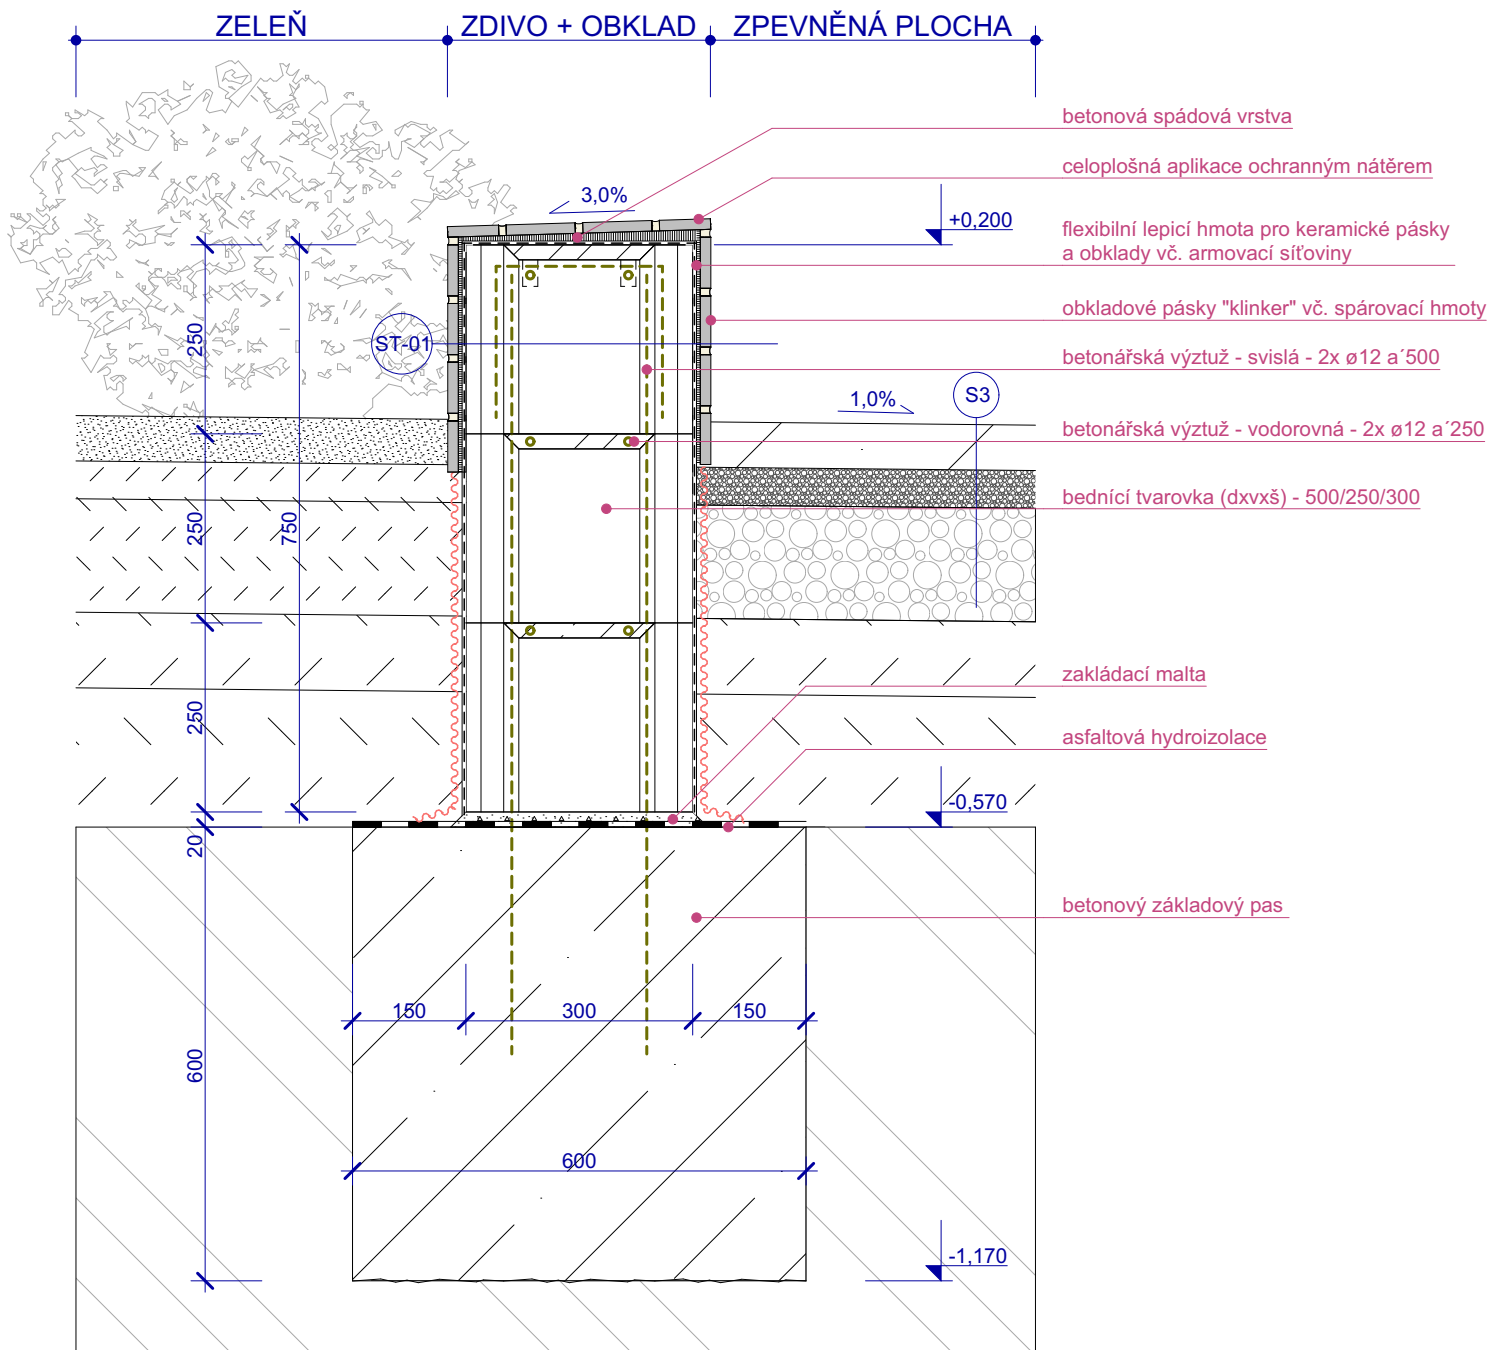 ZELEŇ
ZDIVO + OBKLAD
ZPEVNĚNÁ PLOCHA
betonová spádová vrstva
celoplošná aplikace ochranným nátěrem
3,0%
+0,200
flexibilní lepicí hmota pro keramické pásky
a obklady vč. armovací síťoviny
obkladové pásky "klinker" vč. spárovací hmoty
250
ST-01
betonářská výztuž - svislá - 2x ø12 a´500
1,0%
S3
betonářská výztuž - vodorovná - 2x ø12 a´250
bednící tvarovka (dxvxš) - 500/250/300
250
750
zakládací malta
250
asfaltová hydroizolace
-0,570
20
betonový základový pas
150
300
150
600
600
-1,170